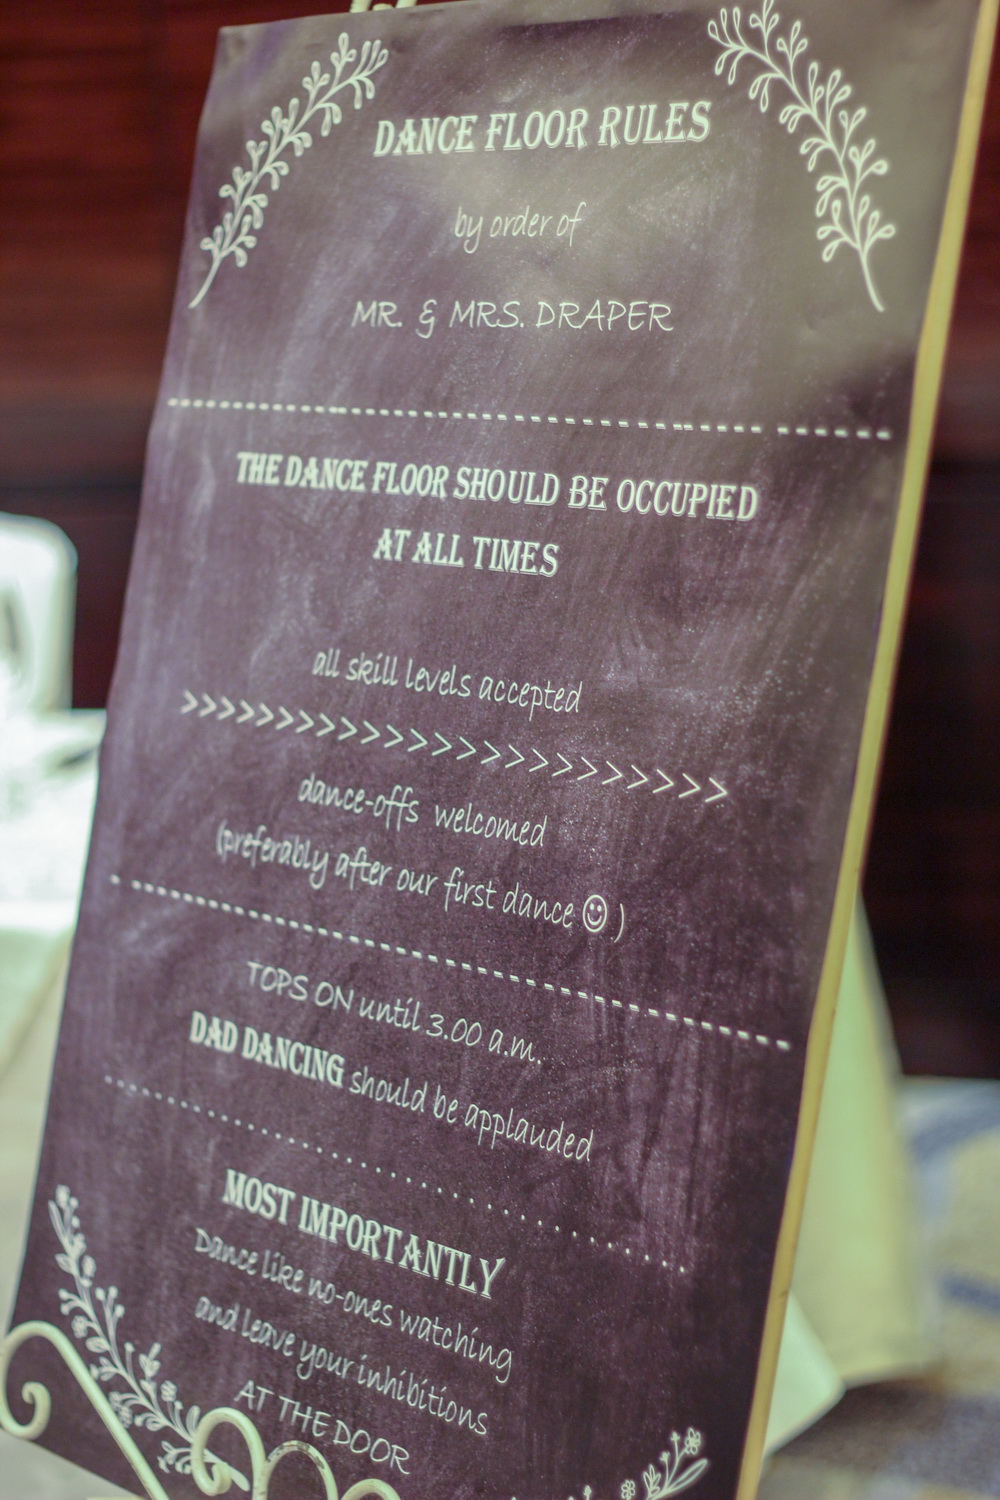 DANCE FLOOR RULES
by order of
MR. & MRS. DRAPER
THE DANCE FLOOR SHOULD BE OCCUPIED
AT ALL TIMES
all skill levels accepted
>>>>>>>>>>>>>>>>>>>>>>>>
dance-offs welcomed
(preferably after our first dance ☺)
TOPS ON until 3.00 a.m.
DAD DANCING should be applauded
MOST IMPORTANTLY
Dance like no-ones watching
and leave your inhibitions
AT THE DOOR